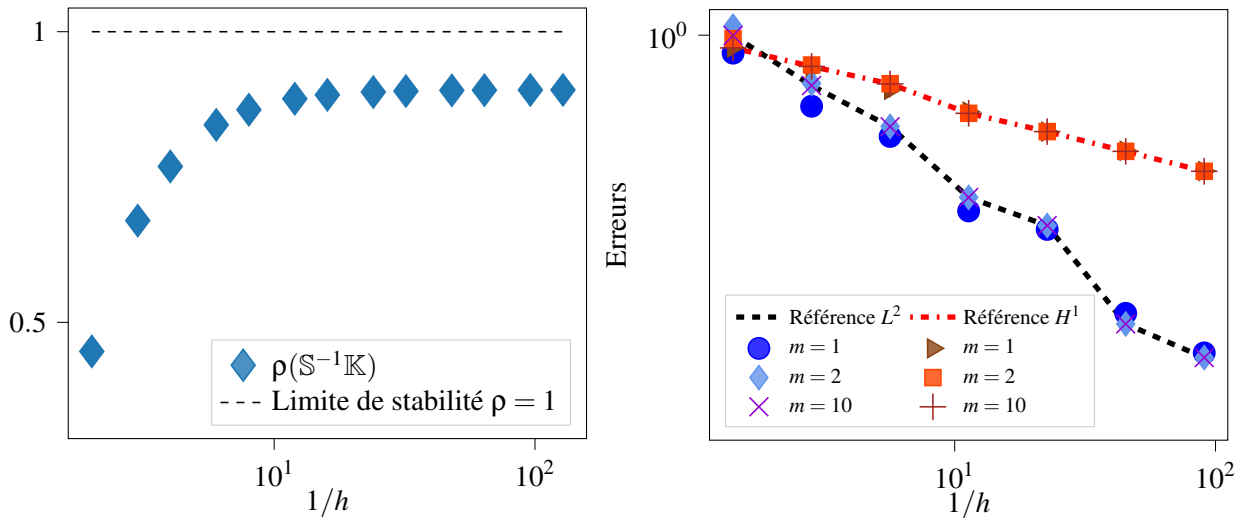 1
0.5
ρ(𝕊⁻¹𝕂)
Limite de stabilité ρ = 1
10¹
10²
1/h
10⁰
Erreurs
Référence L² Référence H¹
m = 1 m = 1
m = 2 m = 2
m = 10 m = 10
10¹
10²
1/h